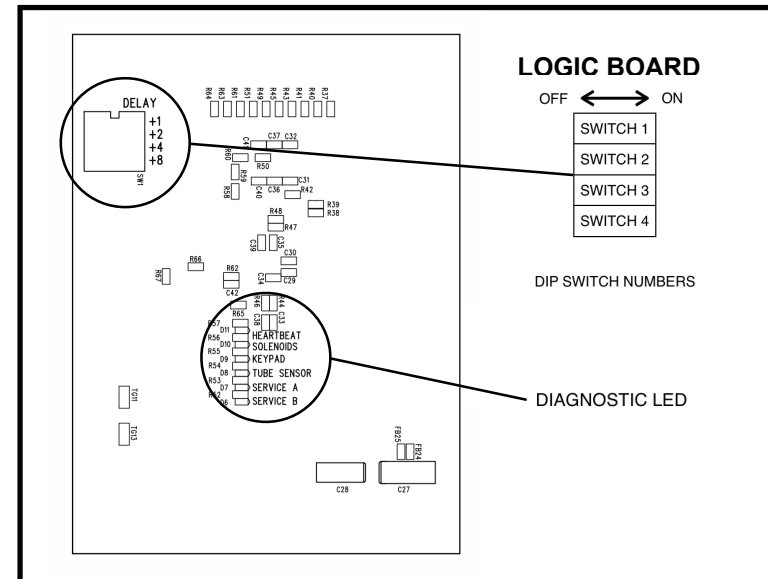 LOGIC BOARD
OFF ON
SWITCH 1
SWITCH 2
SWITCH 3
SWITCH 4
DIP SWITCH NUMBERS
DIAGNOSTIC LED
DELAY
+1
+2
+4
+8
SW1
R64 R63 R61 R51 R49 R45 R43 R41 R40 R37
C41 C37 C32
R60 R50
R59
R58 C40 C36 C31
R42
R39
R38
R48
R47
C39 C35
C30
C34 C29
R66
R67
R62
C42
R65
R46 R44
C38 C33
R57
D11 HEARTBEAT
R56
D10 SOLENOIDS
R55
D9 KEYPAD
R54
D8 TUBE SENSOR
R53
D7 SERVICE A
R52
D6 SERVICE B
TG11
TG13
FB25 FB24
C28 C27